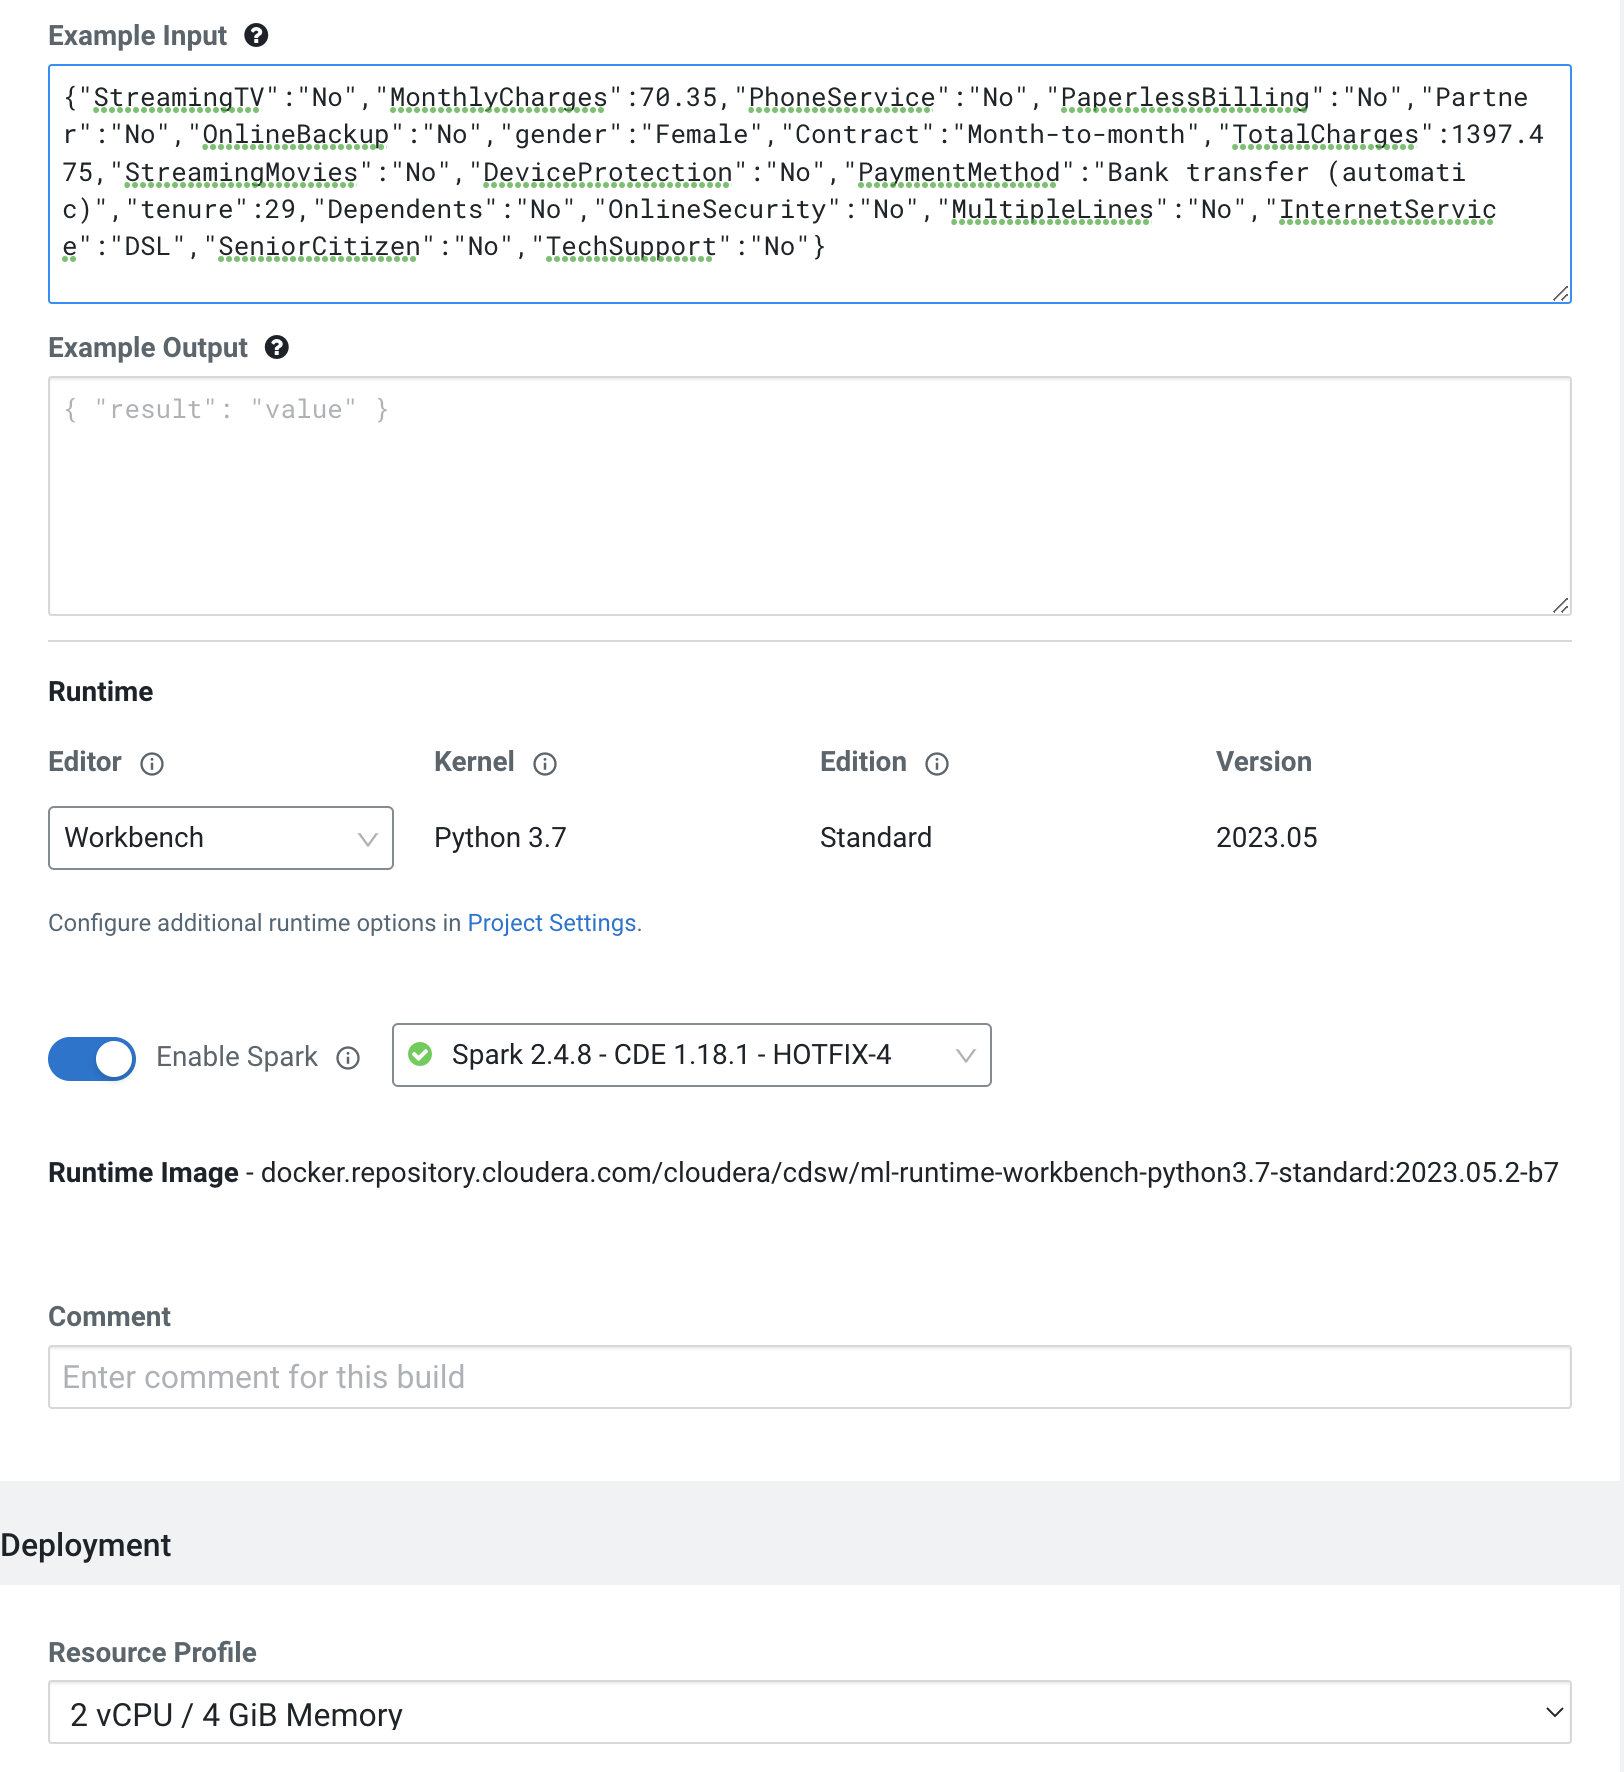 Example Input
{"StreamingTV":"No","MonthlyCharges":70.35,"PhoneService":"No","PaperlessBilling":"No","Partne
r":"No","OnlineBackup":"No","gender":"Female","Contract":"Month-to-month","TotalCharges":1397.4
75,"StreamingMovies":"No","DeviceProtection":"No","PaymentMethod":"Bank transfer (automati
c)","tenure":29,"Dependents":"No","OnlineSecurity":"No","MultipleLines":"No","InternetServic
e":"DSL","SeniorCitizen":"No","TechSupport":"No"}
Example Output
{ "result": "value" }
Runtime
Editor Kernel Edition Version
Workbench Python 3.7 Standard 2023.05
Configure additional runtime options in Project Settings.
Enable Spark Spark 2.4.8 - CDE 1.18.1 - HOTFIX-4
Runtime Image - docker.repository.cloudera.com/cloudera/cdsw/ml-runtime-workbench-python3.7-standard:2023.05.2-b7
Comment
Enter comment for this build
Deployment
Resource Profile
2 vCPU / 4 GiB Memory